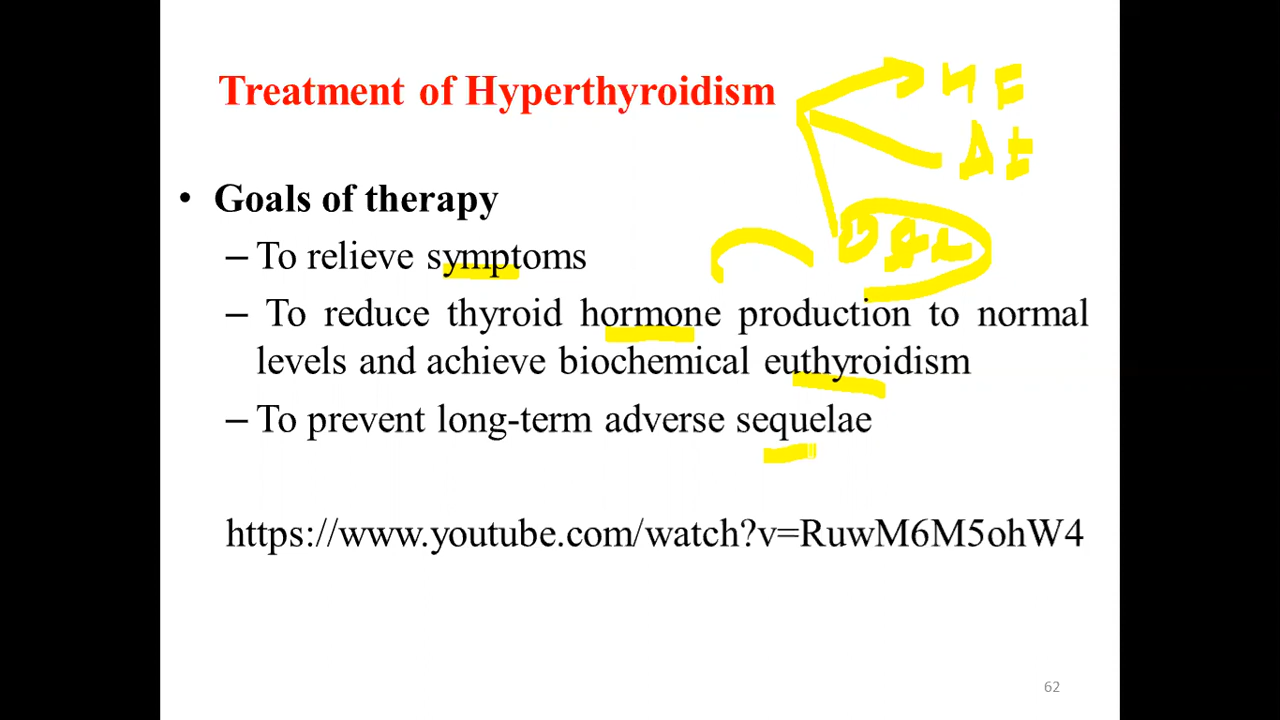 Treatment of Hyperthyroidism
• Goals of therapy
– To relieve symptoms
– To reduce thyroid hormone production to normal
levels and achieve biochemical euthyroidism
– To prevent long-term adverse sequelae
https://www.youtube.com/watch?v=RuwM6M5ohW4
62